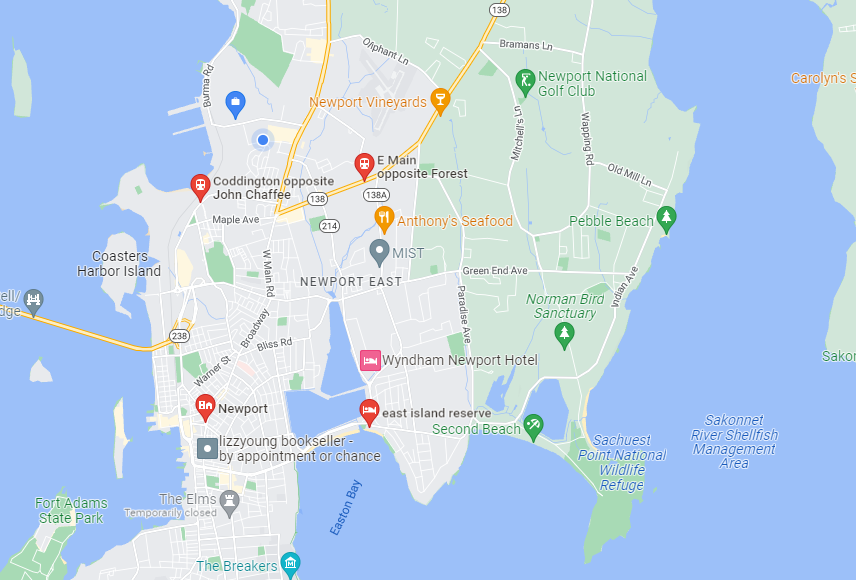 138
Oliphant Ln
Bramans Ln
Burma Rd
Newport National
Golf Club
Carolyn's S
Newport Vineyards
Mitchell's Ln
Wapping Rd
E Main
opposite Forest
Old Mill Ln
Coddington opposite
John Chaffee
138
138A
Maple Ave
214
Anthony's Seafood
Pebble Beach
MIST
Coasters
Harbor Island
W Main Rd
NEWPORT EAST
Green End Ave
Indian Ave
ell/
dge
Paradise Ave
Norman Bird
Sanctuary
238
Broadway
Bliss Rd
Warner St
Wyndham Newport Hotel
Sakon
Newport
east island reserve
Second Beach
Sakonnet
River Shellfish
Management
Area
lizzyoung bookseller -
by appointment or chance
Sachuest
Point National
Wildlife
Refuge
Easton Bay
The Elms
Temporarily closed
Fort Adams
State Park
The Breakers